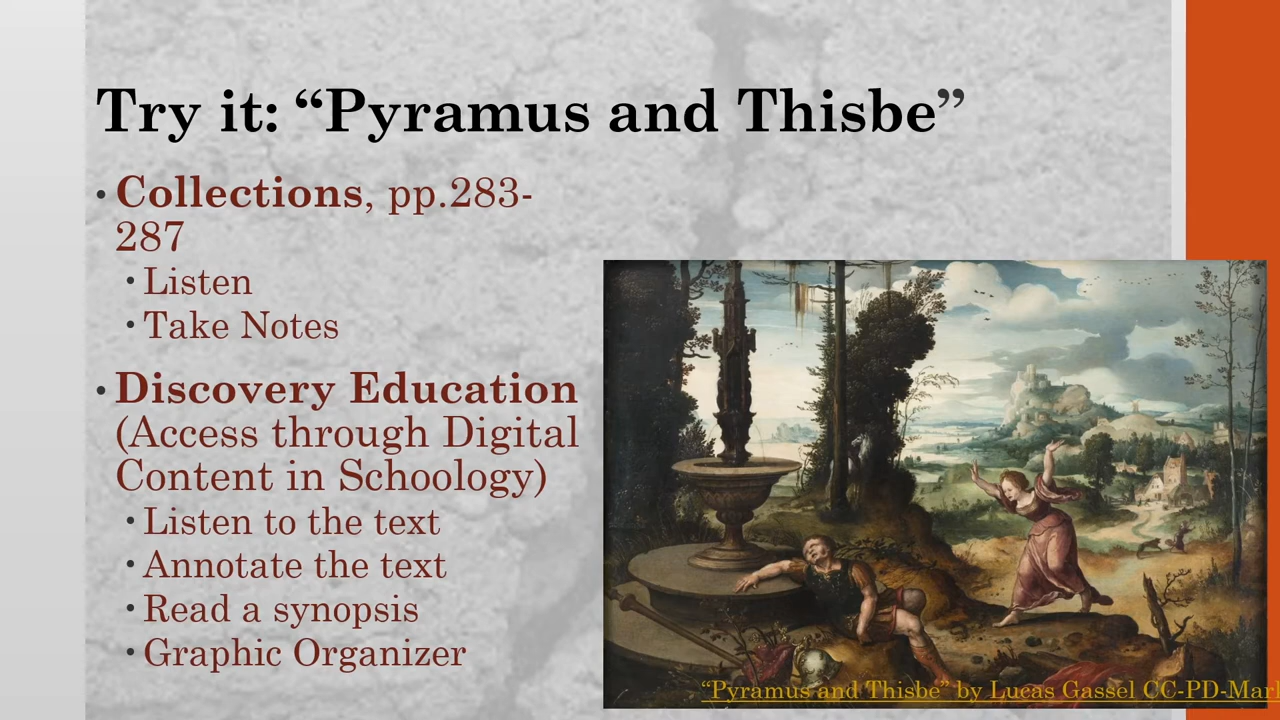 Try it: “Pyramus and Thisbe”
• Collections, pp.283-
287
• Listen
• Take Notes
• Discovery Education
(Access through Digital
Content in Schoology)
• Listen to the text
• Annotate the text
• Read a synopsis
• Graphic Organizer
“Pyramus and Thisbe” by Lucas Gassel CC-PD-Mark